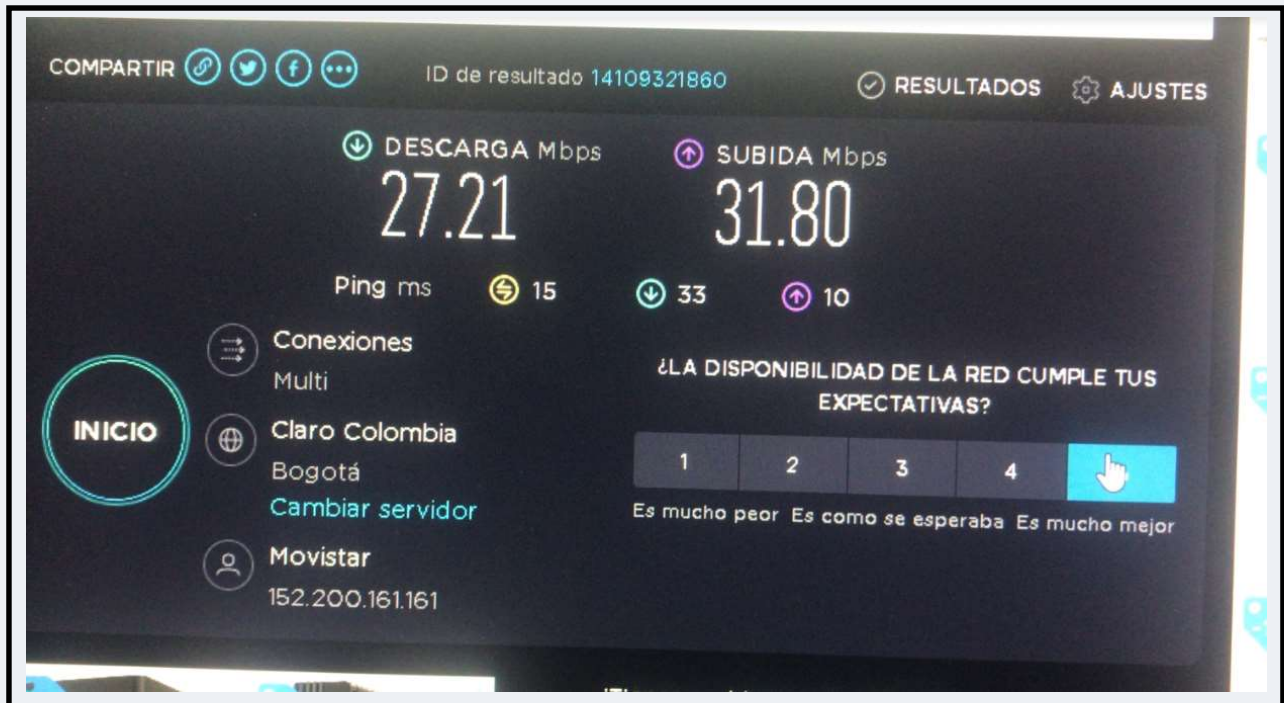 COMPARTIR
ID de resultado 14109321860
RESULTADOS
AJUSTES
DESCARGA Mbps
27.21
SUBIDA Mbps
31.80
Ping ms
15
33
10
Conexiones
Multi
Claro Colombia
Bogotá
Cambiar servidor
Movistar
152.200.161.161
INICIO
¿LA DISPONIBILIDAD DE LA RED CUMPLE TUS
EXPECTATIVAS?
1 2 3 4
Es mucho peor Es como se esperaba Es mucho mejor